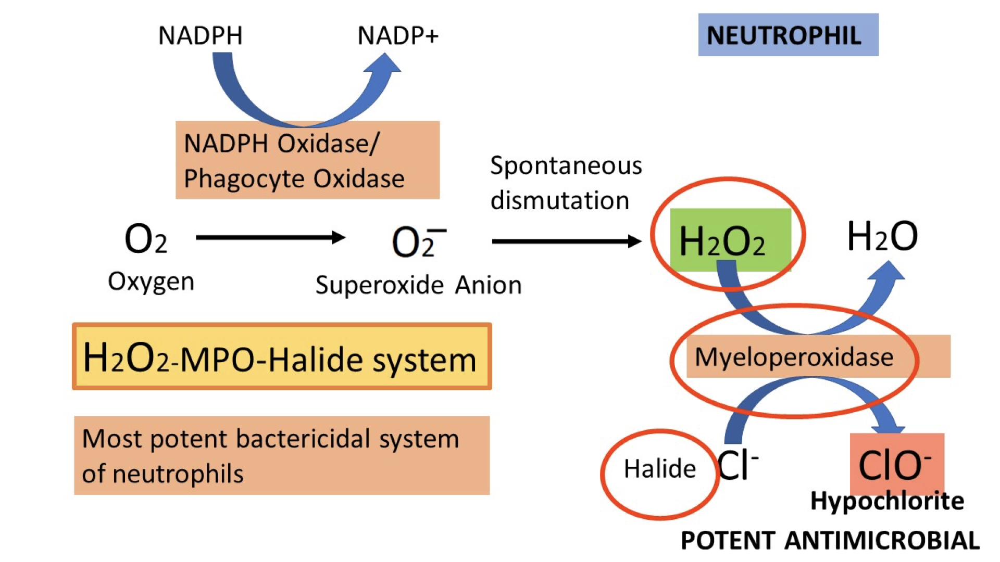 NADPH
NADP+
NEUTROPHIL
NADPH Oxidase/
Phagocyte Oxidase
Spontaneous
dismutation
O₂
O₂⁻
H₂O₂
H₂O
Oxygen
Superoxide Anion
H₂O₂-MPO-Halide system
Myeloperoxidase
Most potent bactericidal system
of neutrophils
Halide
Cl⁻
ClO⁻
Hypochlorite
POTENT ANTIMICROBIAL